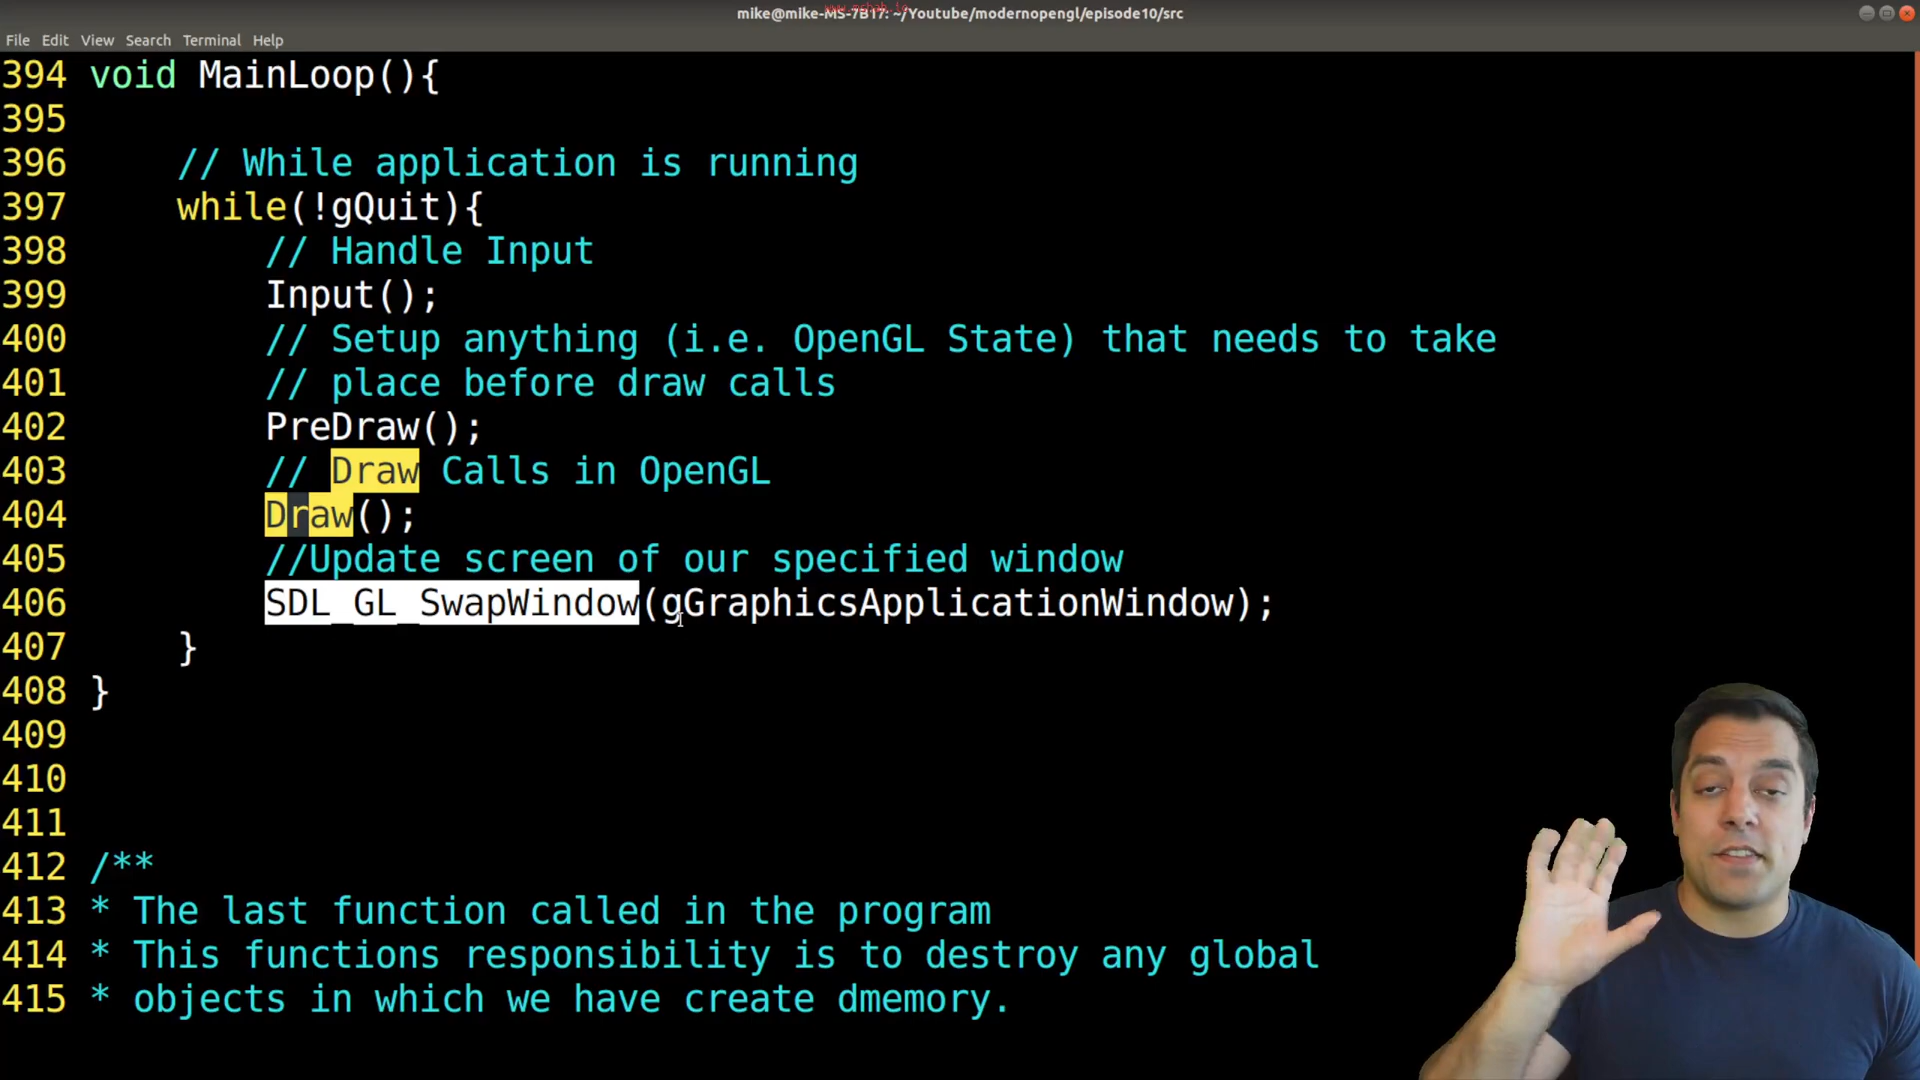 www.mshah.io
mike@mike-MS-7B17: ~/Youtube/modernopengl/episode10/src
File Edit View Search Terminal Help
394 void MainLoop(){
395
396 // While application is running
397 while(!gQuit){
398 // Handle Input
399 Input();
400 // Setup anything (i.e. OpenGL State) that needs to take
401 // place before draw calls
402 PreDraw();
403 // Draw Calls in OpenGL
404 Draw();
405 //Update screen of our specified window
406 SDL_GL_SwapWindow(gGraphicsApplicationWindow);
407 }
408 }
409
410
411
412 /**
413 * The last function called in the program
414 * This functions responsibility is to destroy any global
415 * objects in which we have create dmemory.